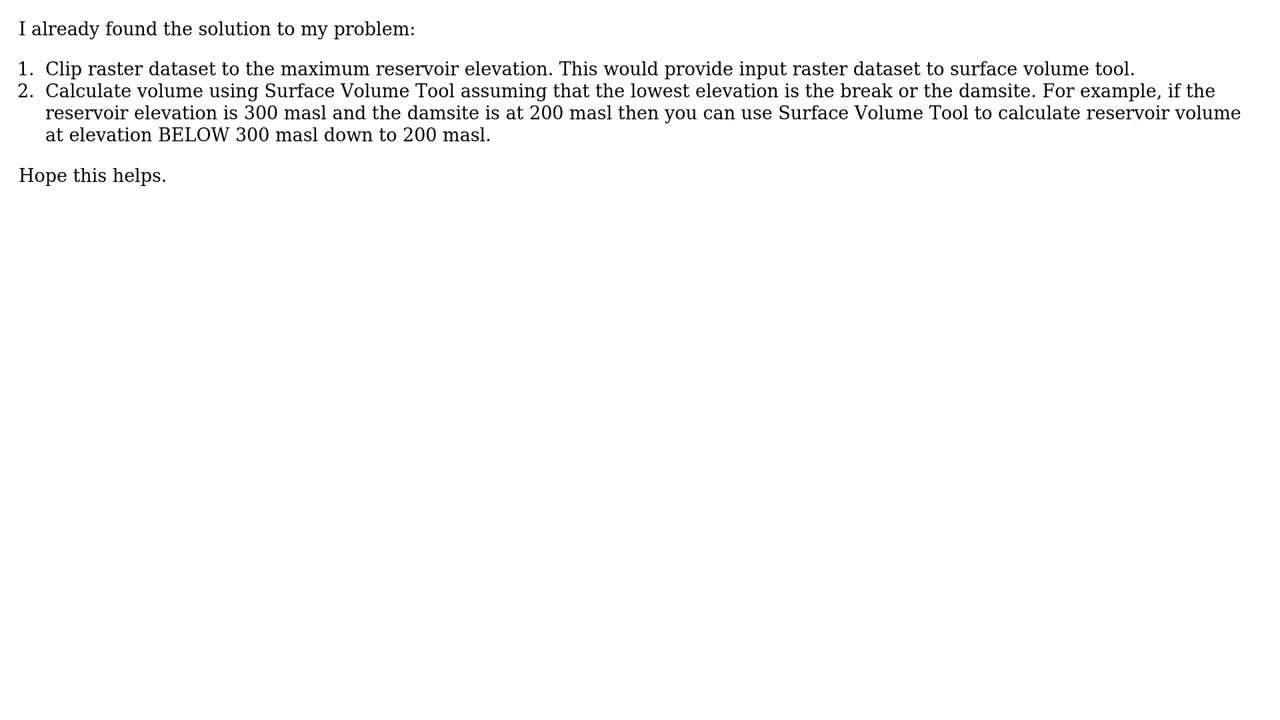 I already found the solution to my problem:
1. Clip raster dataset to the maximum reservoir elevation. This would provide input raster dataset to surface volume tool.
2. Calculate volume using Surface Volume Tool assuming that the lowest elevation is the break or the damsite. For example, if the
reservoir elevation is 300 masl and the damsite is at 200 masl then you can use Surface Volume Tool to calculate reservoir volume
at elevation BELOW 300 masl down to 200 masl.
Hope this helps.